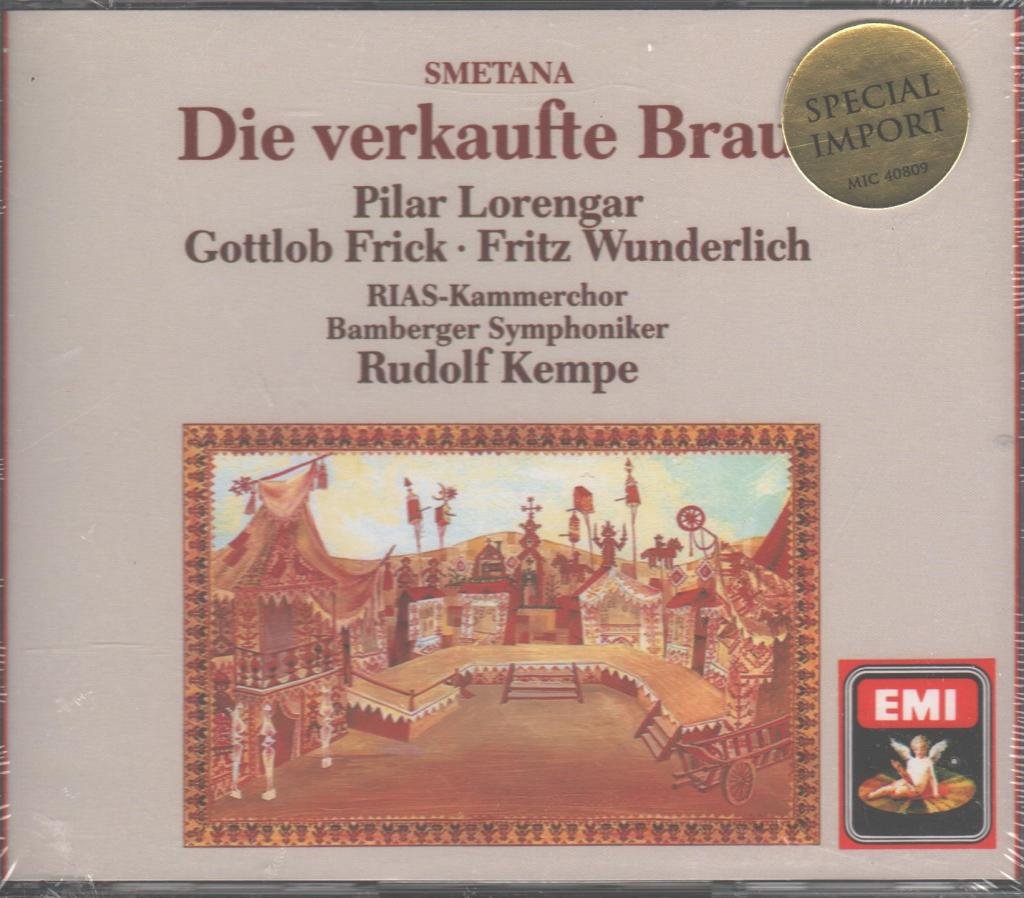 SMETANA
Die verkaufte Brau
SPECIAL
IMPORT
MIC 40809
Pilar Lorengar
Gottlob Frick · Fritz Wunderlich
RIAS-Kammerchor
Bamberger Symphoniker
Rudolf Kempe
EMI